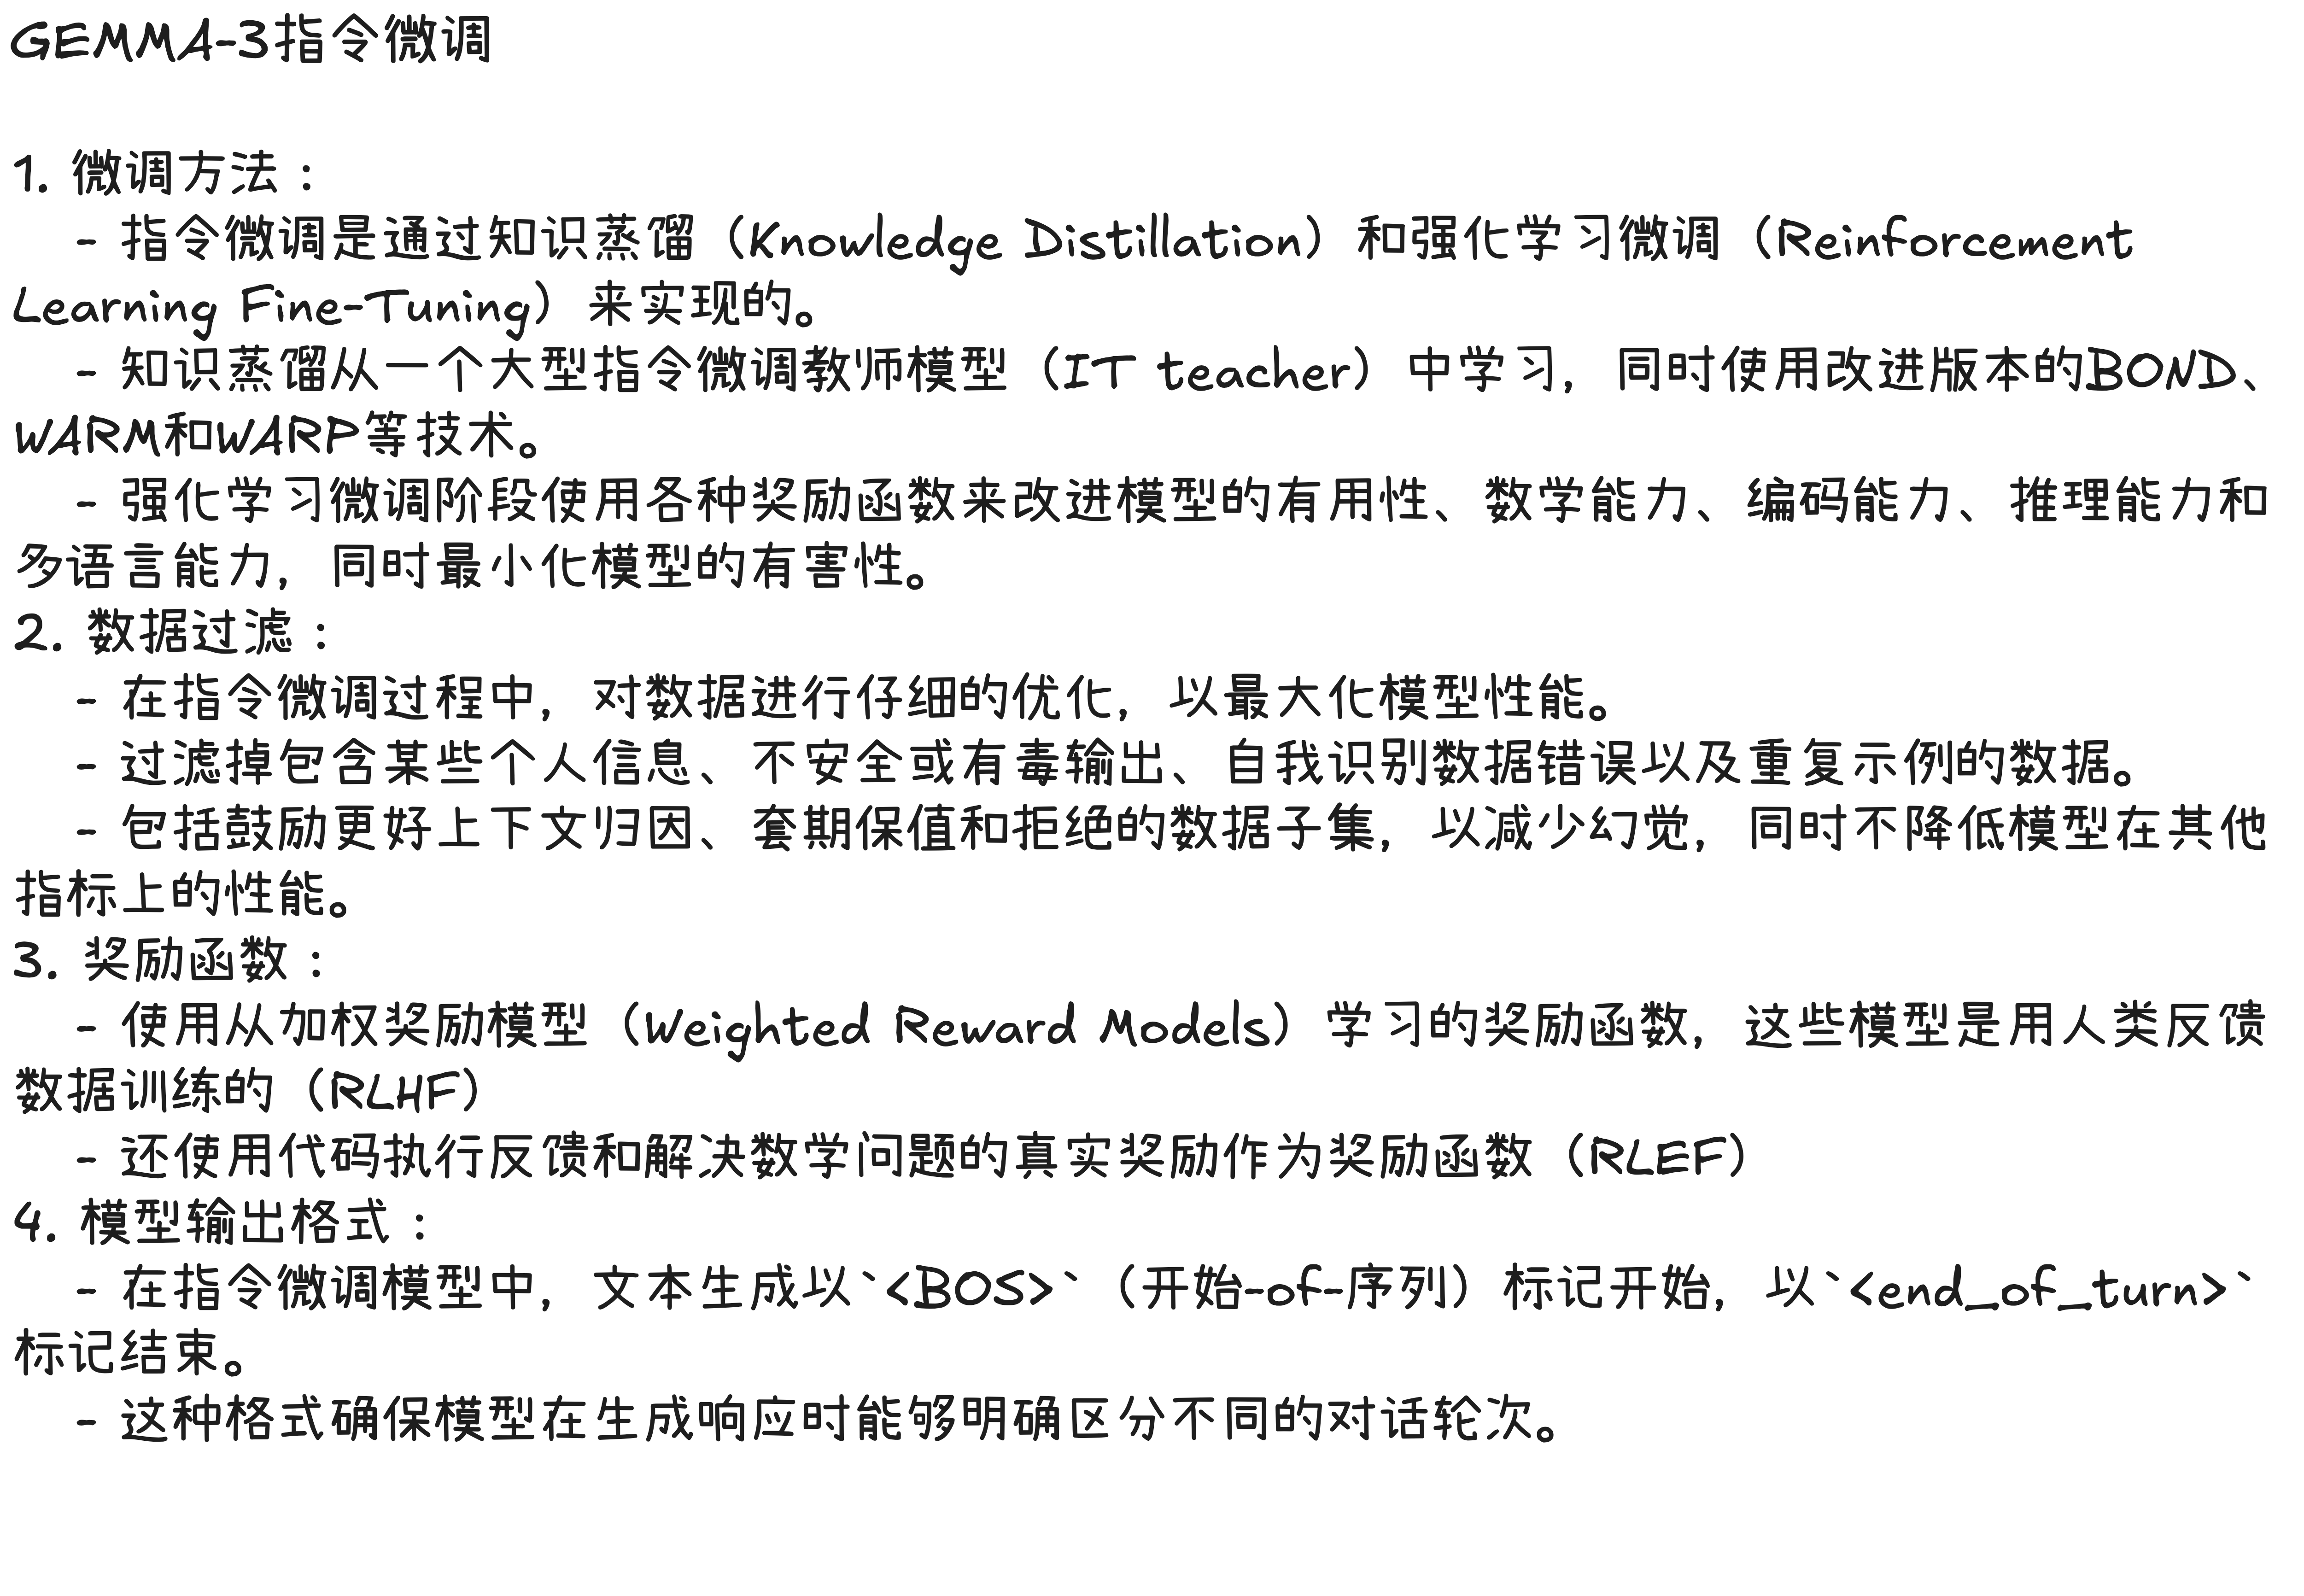 GEMMA-3指令微调
1. 微调方法：
- 指令微调是通过知识蒸馏（Knowledge Distillation）和强化学习微调（Reinforcement
Learning Fine-Tuning）来实现的。
- 知识蒸馏从一个大型指令微调教师模型（IT teacher）中学习，同时使用改进版本的BOND、
WARM和WARP等技术。
- 强化学习微调阶段使用各种奖励函数来改进模型的有用性、数学能力、编码能力、推理能力和
多语言能力，同时最小化模型的有害性。
2. 数据过滤：
- 在指令微调过程中，对数据进行仔细的优化，以最大化模型性能。
- 过滤掉包含某些个人信息、不安全或有毒输出、自我识别数据错误以及重复示例的数据。
- 包括鼓励更好上下文归因、套期保值和拒绝的数据子集，以减少幻觉，同时不降低模型在其他
指标上的性能。
3. 奖励函数：
- 使用从加权奖励模型（Weighted Reward Models）学习的奖励函数，这些模型是用人类反馈
数据训练的（RLHF）
- 还使用代码执行反馈和解决数学问题的真实奖励作为奖励函数（RLEF）
4. 模型输出格式：
- 在指令微调模型中，文本生成以`<BOS>`（开始-of-序列）标记开始，以`<end_of_turn>`
标记结束。
- 这种格式确保模型在生成响应时能够明确区分不同的对话轮次。